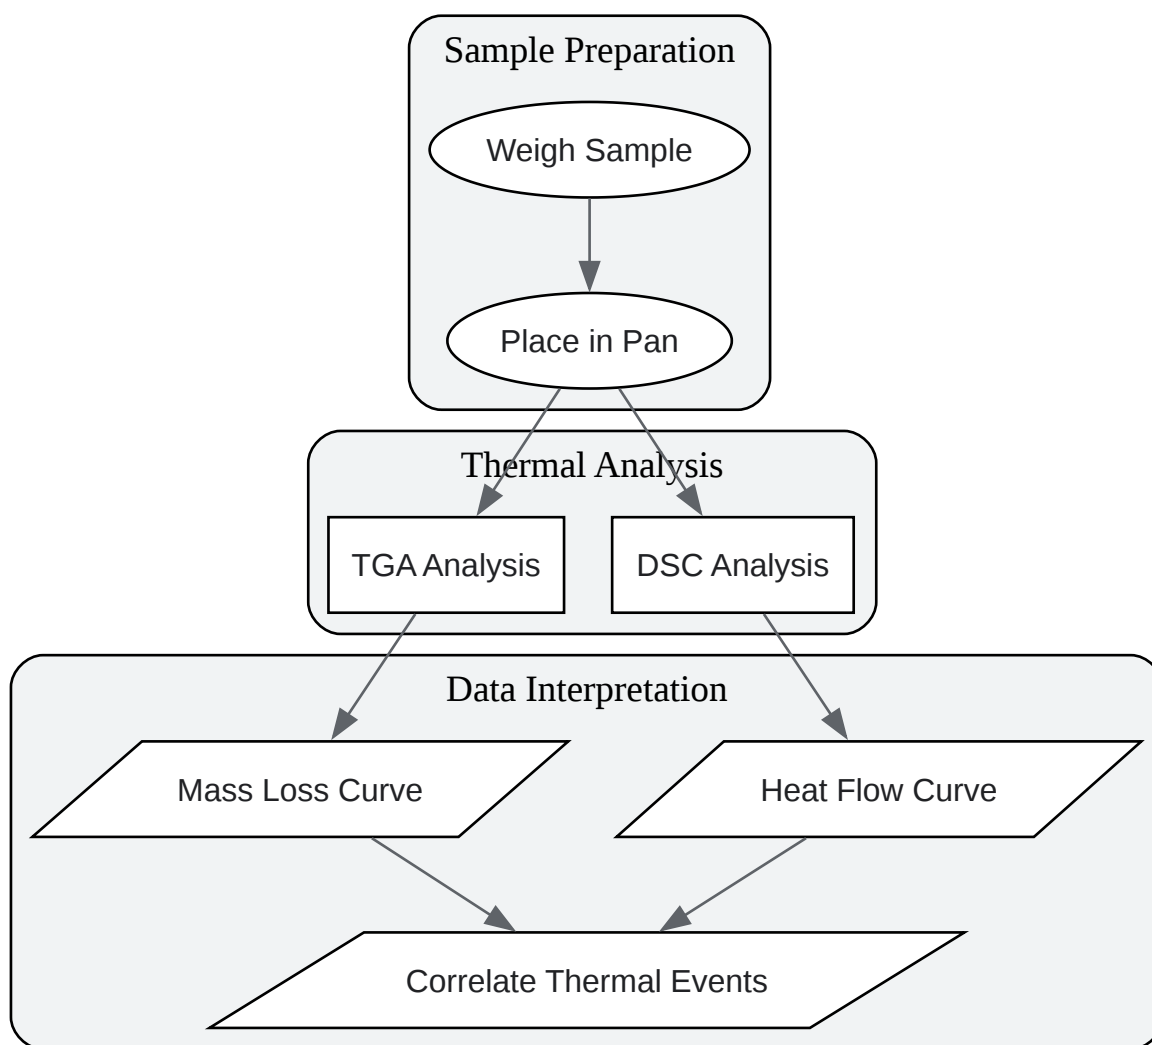 Sample Preparation
Weigh Sample
Place in Pan
Thermal Analysis
TGA Analysis
DSC Analysis
Data Interpretation
Mass Loss Curve
Heat Flow Curve
Correlate Thermal Events